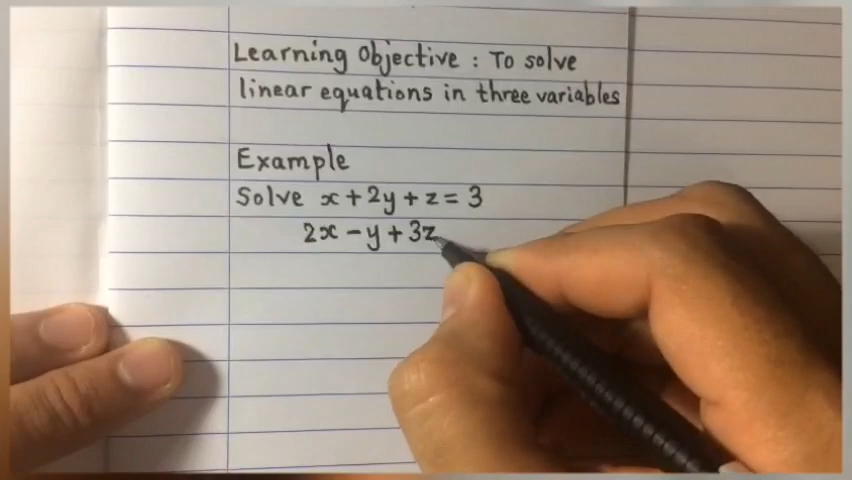 Learning Objective : To solve
linear equations in three variables
Example
Solve x + 2y + z = 3
2x - y + 3z